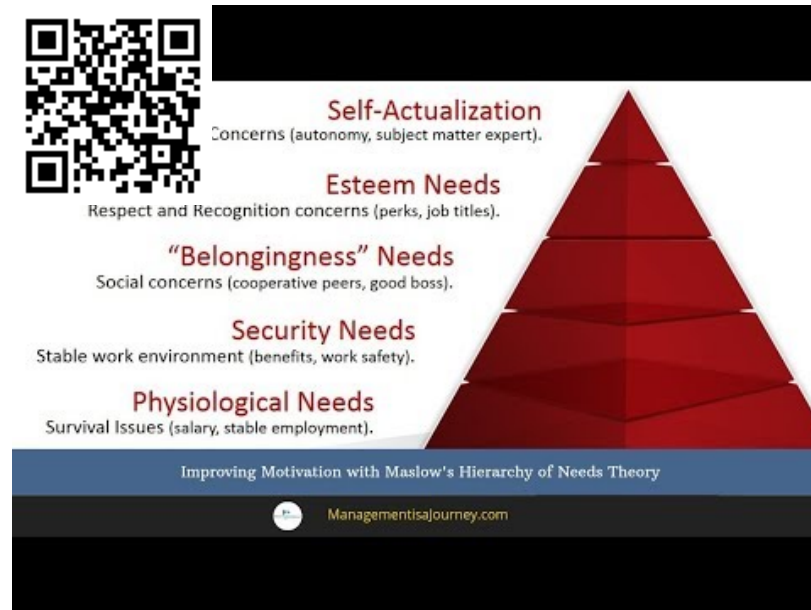 Self-Actualization
Concerns (autonomy, subject matter expert).
Esteem Needs
Respect and Recognition concerns (perks, job titles).
“Belongingness” Needs
Social concerns (cooperative peers, good boss).
Security Needs
Stable work environment (benefits, work safety).
Physiological Needs
Survival Issues (salary, stable employment).
Improving Motivation with Maslow's Hierarchy of Needs Theory
ManagementisaJourney.com